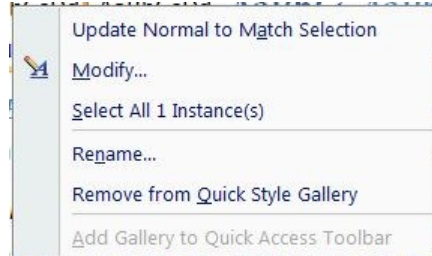 Update Normal to Match Selection
Modify...
Select All 1 Instance(s)
Rename...
Remove from Quick Style Gallery
Add Gallery to Quick Access Toolbar